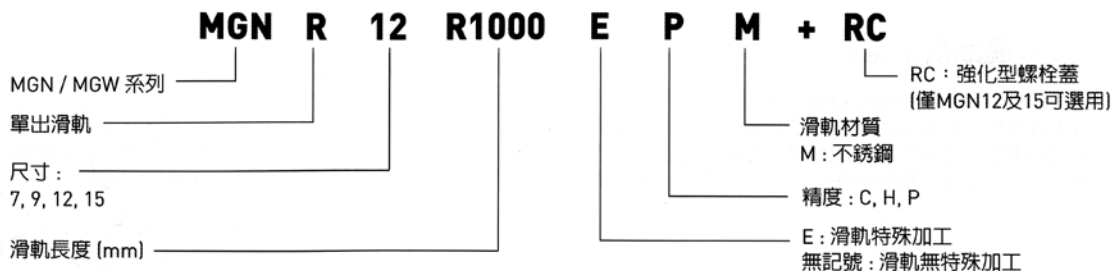 MGN R 12 R1000 E P M + RC
MGN / MGW 系列
單出滑軌
尺寸 :
7, 9, 12, 15
滑軌長度 (mm)
RC：強化型螺栓蓋
(僅MGN12及15可選用)
滑軌材質
M : 不銹鋼
精度 : C, H, P
E : 滑軌特殊加工
無記號 : 滑軌無特殊加工